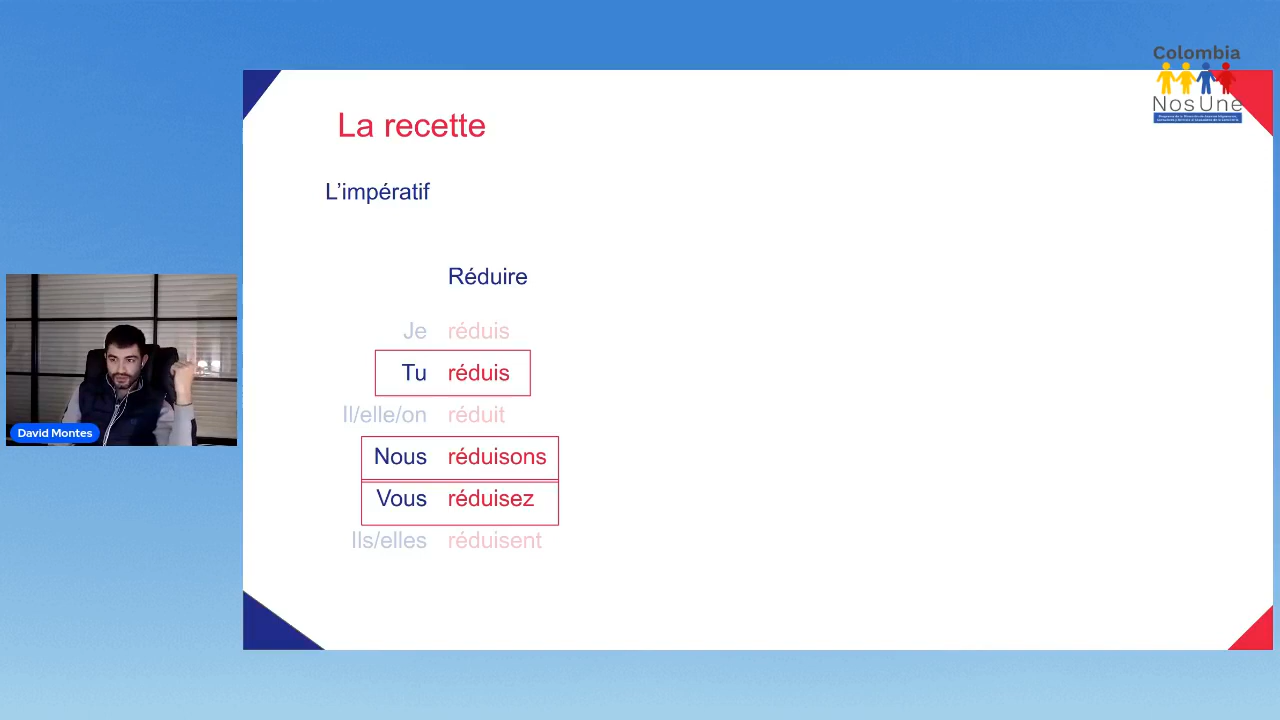 Colombia
NosUne
La recette
L'impératif
Réduire
Je réduis
Tu réduis
Il/elle/on réduit
Nous réduisons
Vous réduisez
Ils/elles réduisent
David Montes